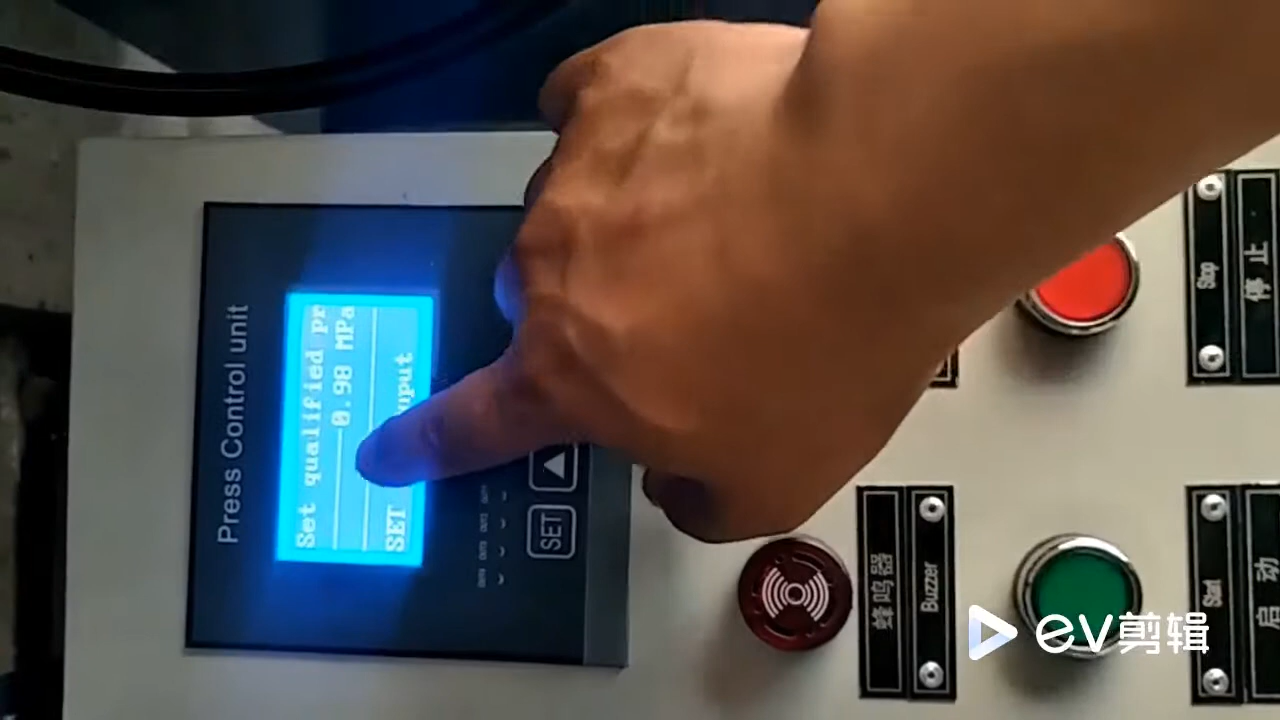 Press Control unit
Set qualified pr
0.98 MPa
SET
SET
蜂鸣器
Buzzer
Stop
停止
Start
启动
ev剪辑